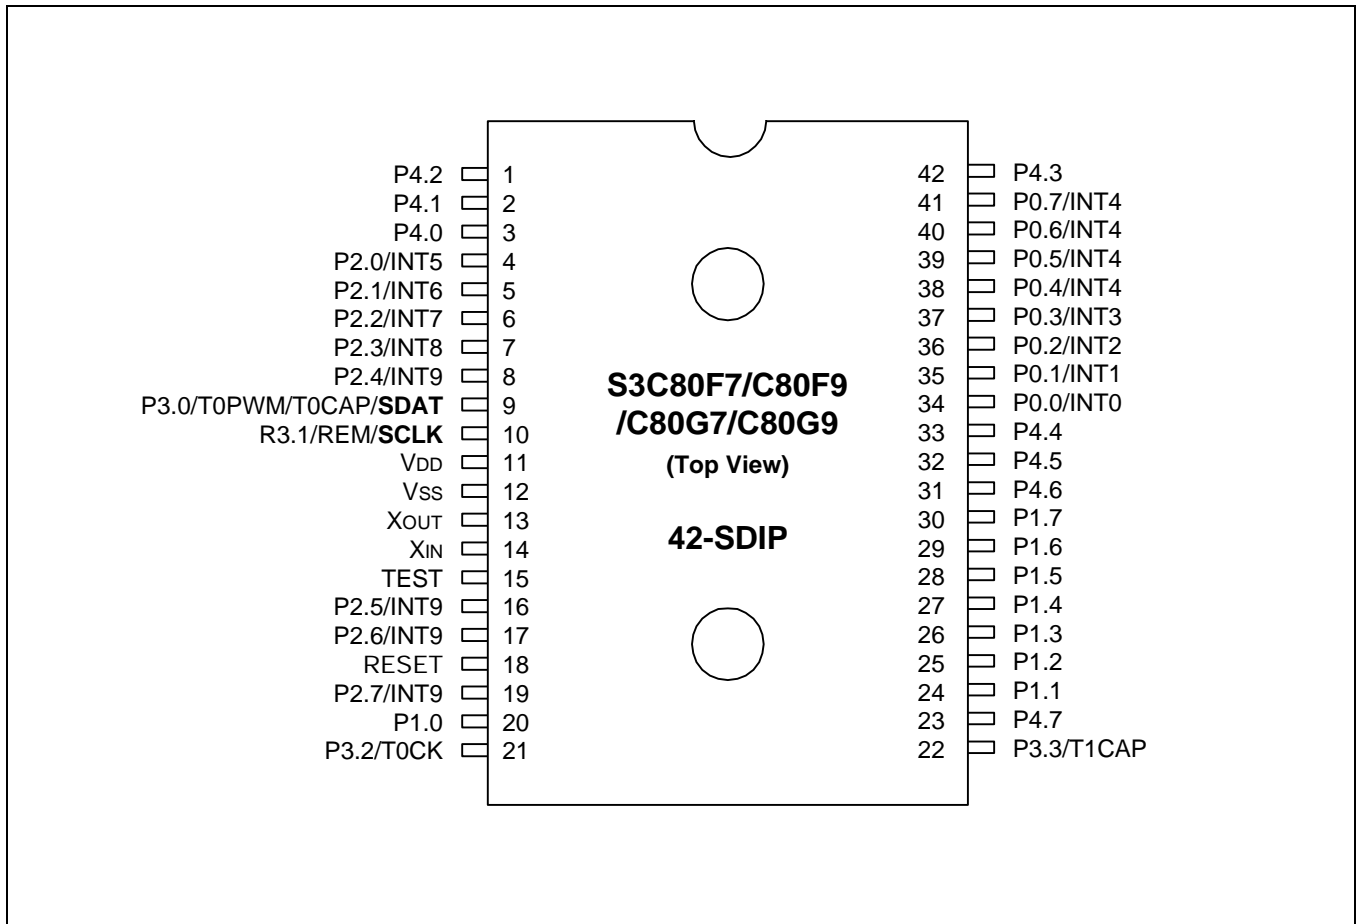 P4.2 1
P4.1 2
P4.0 3
P2.0/INT5 4
P2.1/INT6 5
P2.2/INT7 6
P2.3/INT8 7
P2.4/INT9 8
P3.0/T0PWM/T0CAP/SDAT 9
R3.1/REM/SCLK 10
VDD 11
VSS 12
XOUT 13
XIN 14
TEST 15
P2.5/INT9 16
P2.6/INT9 17
RESET 18
P2.7/INT9 19
P1.0 20
P3.2/T0CK 21
S3C80F7/C80F9
/C80G7/C80G9
(Top View)
42-SDIP
42 P4.3
41 P0.7/INT4
40 P0.6/INT4
39 P0.5/INT4
38 P0.4/INT4
37 P0.3/INT3
36 P0.2/INT2
35 P0.1/INT1
34 P0.0/INT0
33 P4.4
32 P4.5
31 P4.6
30 P1.7
29 P1.6
28 P1.5
27 P1.4
26 P1.3
25 P1.2
24 P1.1
23 P4.7
22 P3.3/T1CAP